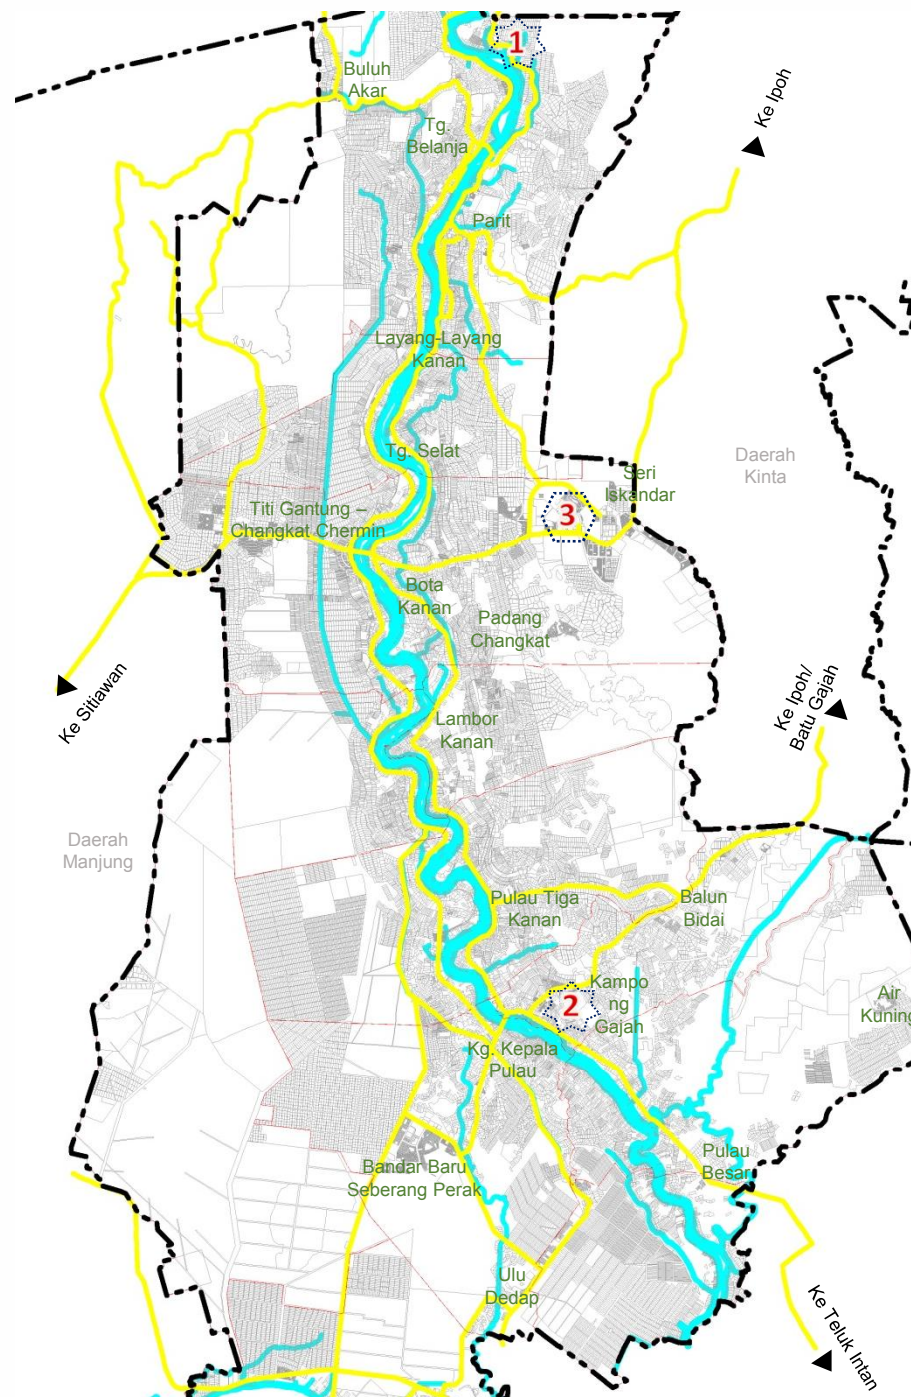 1
Buluh
Akar
Ke Ipoh
Tg.
Belanja
Parit
Layang-Layang
Kanan
Tg. Selat
Daerah
Kinta
Seri
Iskandar
3
Titi Gantung –
Changkat Chermin
Bota
Kanan
Padang
Changkat
Ke Sitiawan
Ke Ipoh/
Batu Gajah
Lambor
Kanan
Daerah
Manjung
Pulau Tiga
Kanan
Balun
Bidai
Kampo
ng
Gajah
2
Air
Kuning
Kg. Kepala
Pulau
Pulau
Besar
Bandar Baru
Seberang Perak
Ulu
Dedap
Ke Teluk Intan